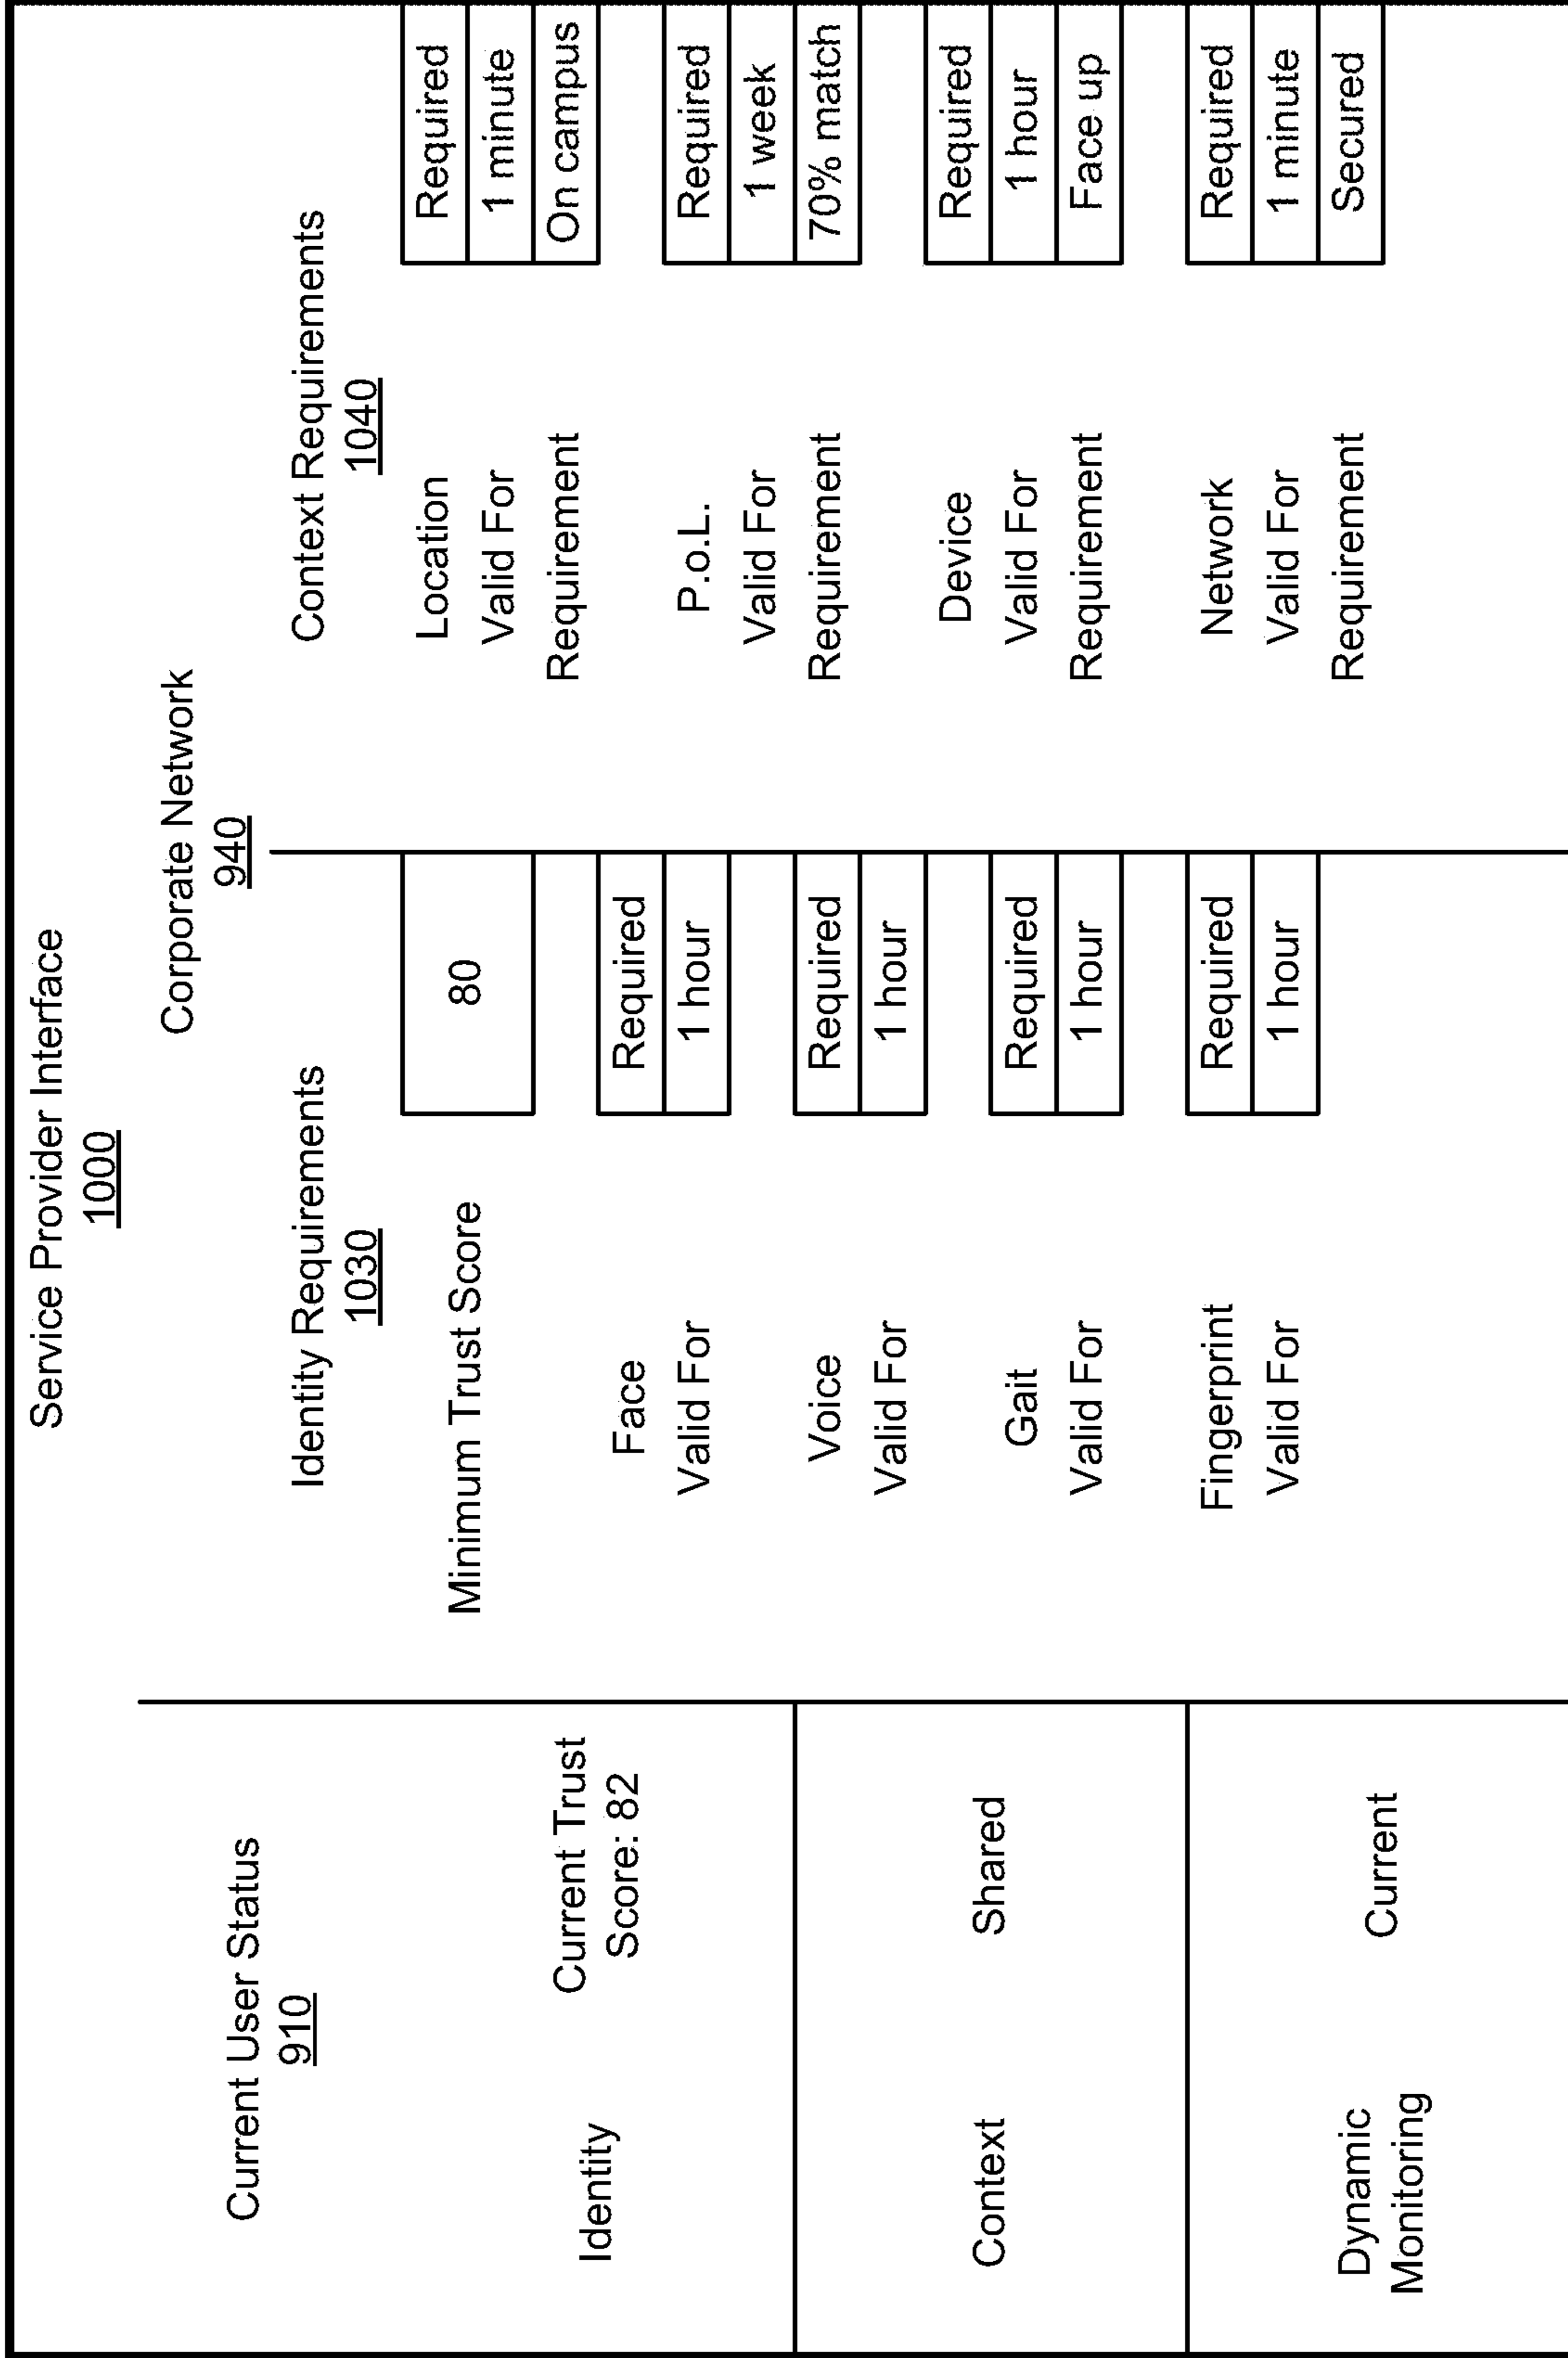 Service Provider Interface
1000
Current User Status
910
Identity
Current Trust
Score: 82
Context
Shared
Dynamic
Monitoring
Current
Corporate Network
940
Identity Requirements
1030
Minimum Trust Score
80
Face
Required
Valid For
1 hour
Voice
Required
Valid For
1 hour
Gait
Required
Valid For
1 hour
Fingerprint
Required
Valid For
1 hour
Context Requirements
1040
Location
Required
Valid For
1 minute
Requirement
On campus
P.o.L.
Required
Valid For
1 week
Requirement
70% match
Device
Required
Valid For
1 hour
Requirement
Face up
Network
Required
Valid For
1 minute
Requirement
Secured